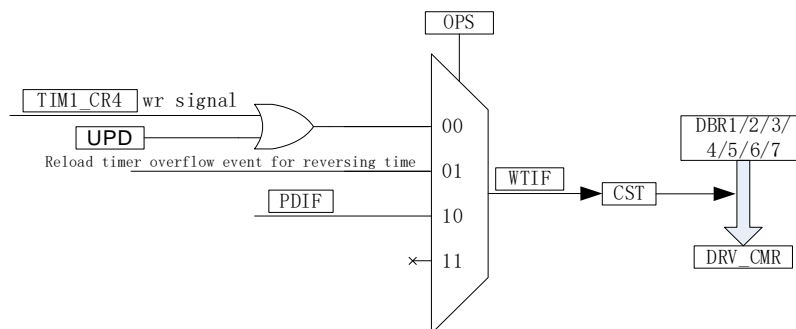 OPS
TIM1_CR4 wr signal
UPD
00
Reload timer overflow event for reversing time
01
PDIF
10
11
WTIF
CST
DBR1/2/3/
4/5/6/7
DRV_CMR